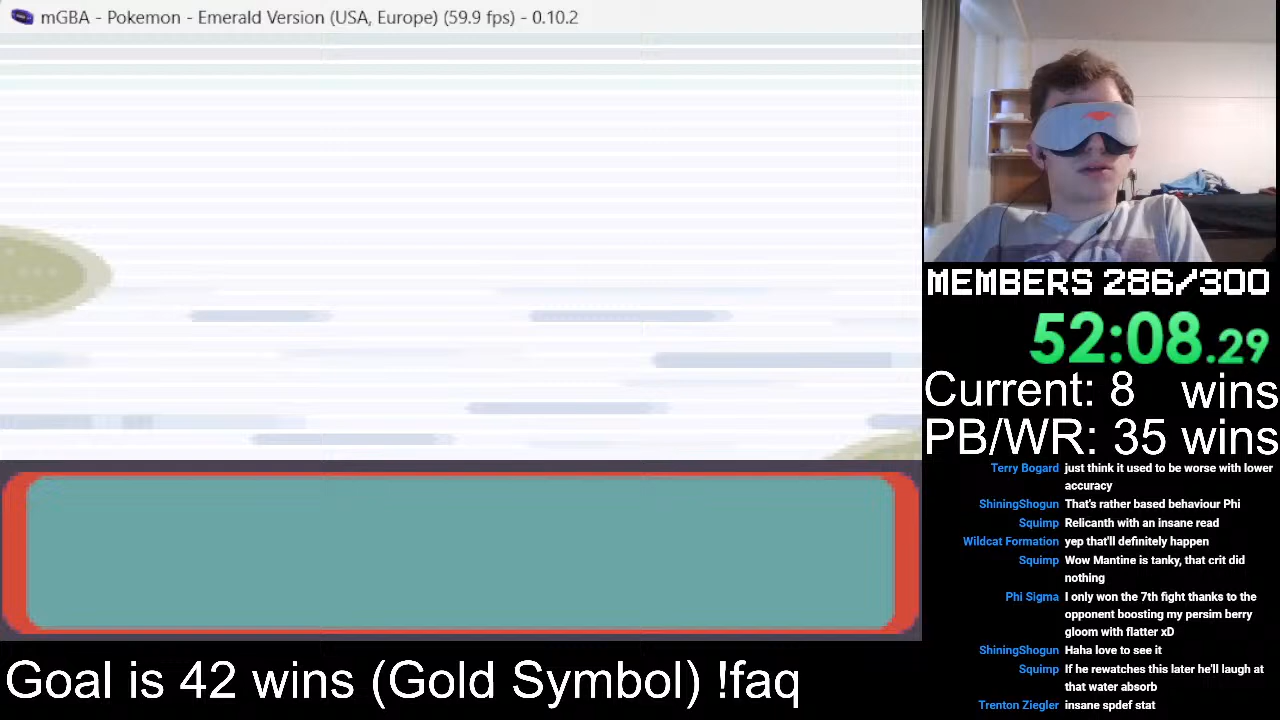 mGBA - Pokemon - Emerald Version (USA, Europe) (59.9 fps) - 0.10.2
MEMBERS 286/300
52:08.29
Current: 8 wins
PB/WR: 35 wins
Terry Bogard just think it used to be worse with lower
accuracy
ShiningShogun That's rather based behaviour Phi
Squimp Relicanth with an insane read
Wildcat Formation yep that'll definitely happen
Squimp Wow Mantine is tanky, that crit did
nothing
Phi Sigma I only won the 7th fight thanks to the
opponent boosting my persim berry
gloom with flatter xD
ShiningShogun Haha love to see it
Squimp If he rewatches this later he'll laugh at
that water absorb
Trenton Ziegler insane spdef stat
Goal is 42 wins (Gold Symbol) !faq